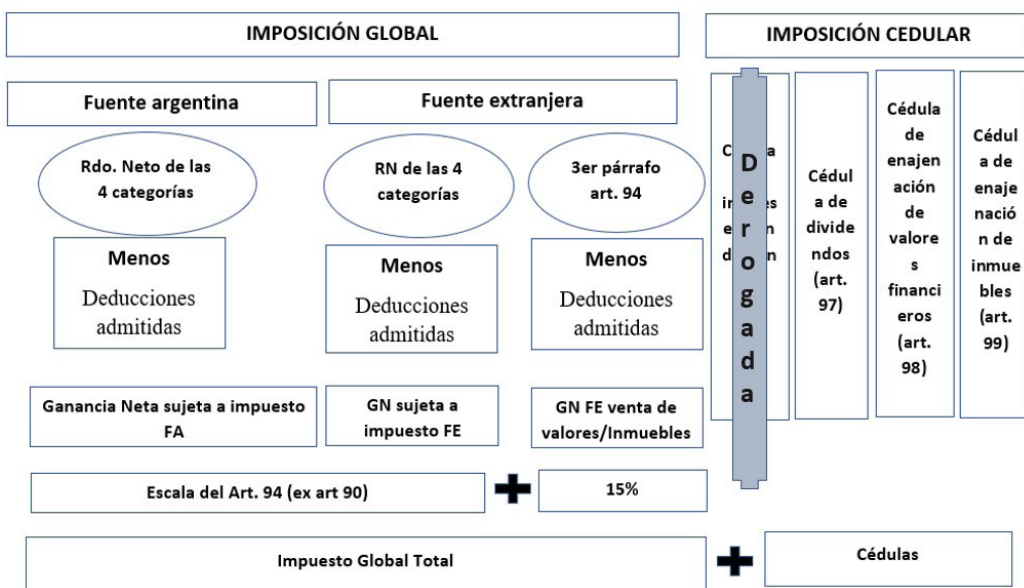 IMPOSICIÓN GLOBAL
IMPOSICIÓN CEDULAR
Fuente argentina
Fuente extranjera
Rdo. Neto de las
4 categorías
RN de las 4
categorías
3er párrafo
art. 94
Menos
Deducciones
admitidas
Menos
Deducciones
admitidas
Menos
Deducciones
admitidas
Ganancia Neta sujeta a impuesto
FA
GN sujeta a
impuesto FE
GN FE venta de
valores/Inmuebles
Escala del Art. 94 (ex art 90)
15%
Impuesto Global Total
Cédulas
Derogada
Cédul
a de
divide
ndos
(art.
97)
Cédula
de
enajen
ación
de
valore
s
financi
eros
(art.
98)
Cédul
a de
enaje
nació
n de
inmue
bles
(art.
99)